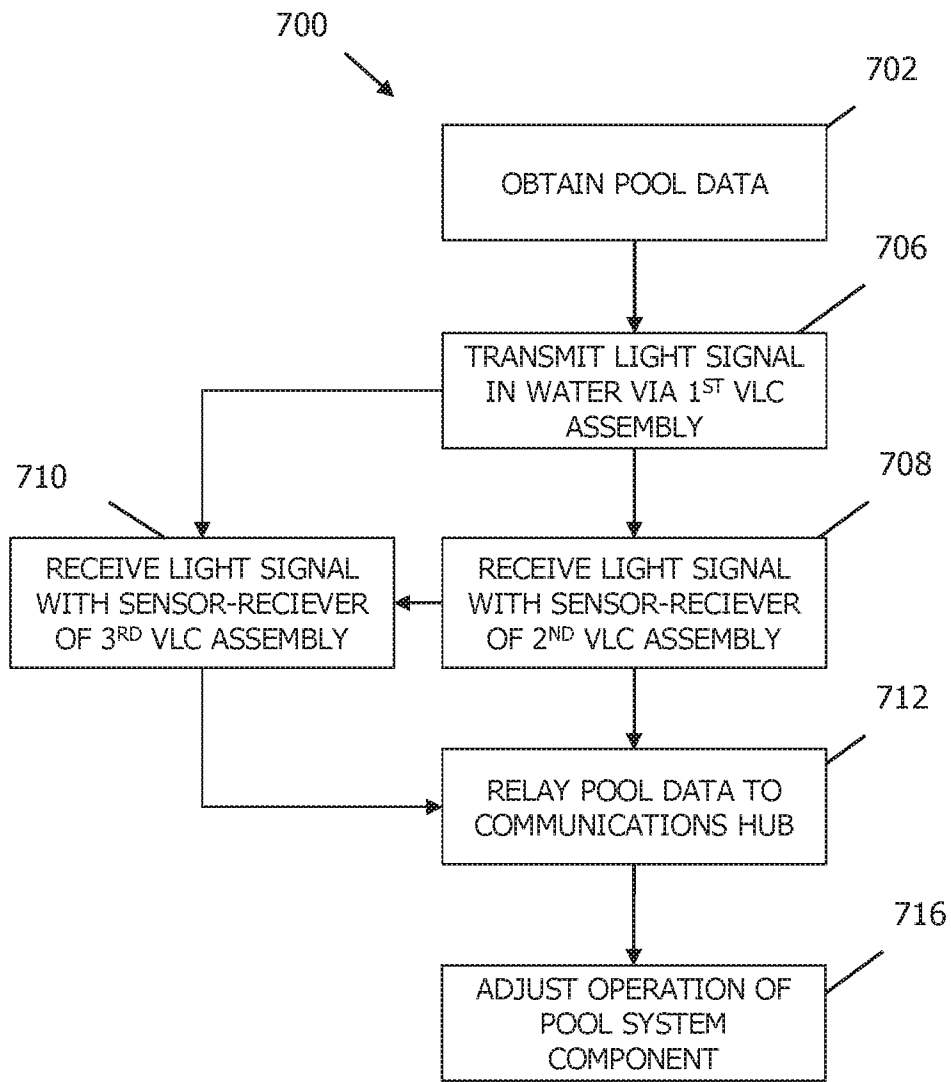 700
702
OBTAIN POOL DATA
706
TRANSMIT LIGHT SIGNAL
IN WATER VIA 1ST VLC
ASSEMBLY
710
708
RECEIVE LIGHT SIGNAL
WITH SENSOR-RECIEVER
OF 3RD VLC ASSEMBLY
RECEIVE LIGHT SIGNAL
WITH SENSOR-RECIEVER
OF 2ND VLC ASSEMBLY
712
RELAY POOL DATA TO
COMMUNICATIONS HUB
716
ADJUST OPERATION OF
POOL SYSTEM
COMPONENT